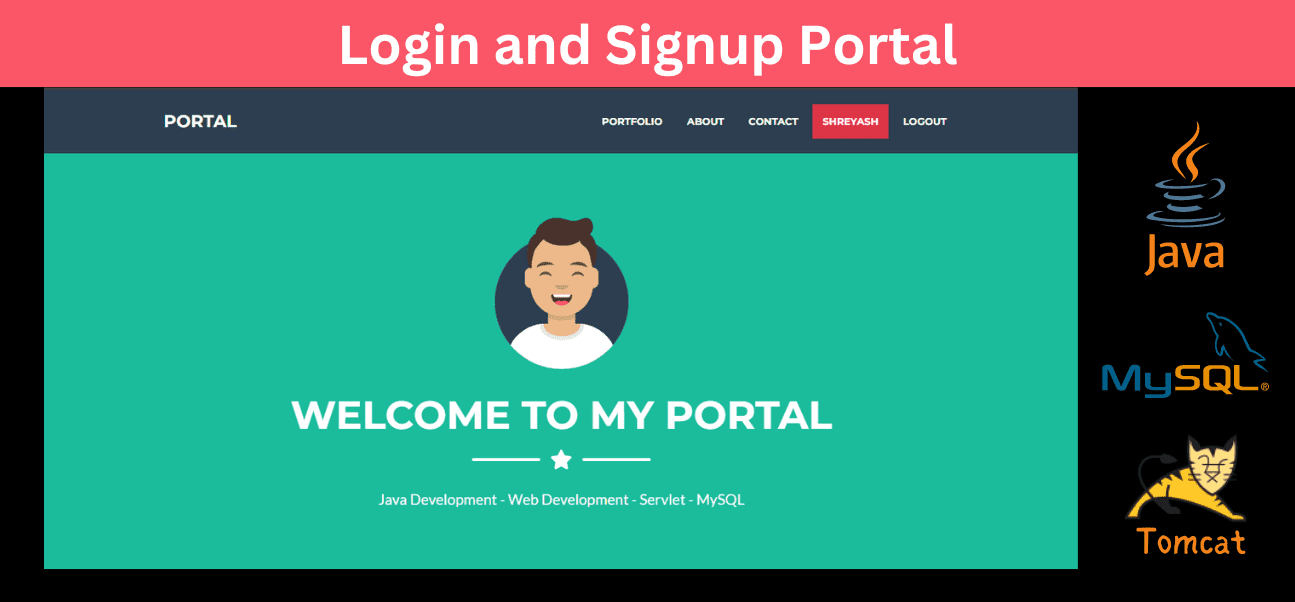 Login and Signup Portal
PORTAL PORTFOLIO ABOUT CONTACT SHREYASH LOGOUT
WELCOME TO MY PORTAL
Java Development - Web Development - Servlet - MySQL
Java
MySQL®
Tomcat